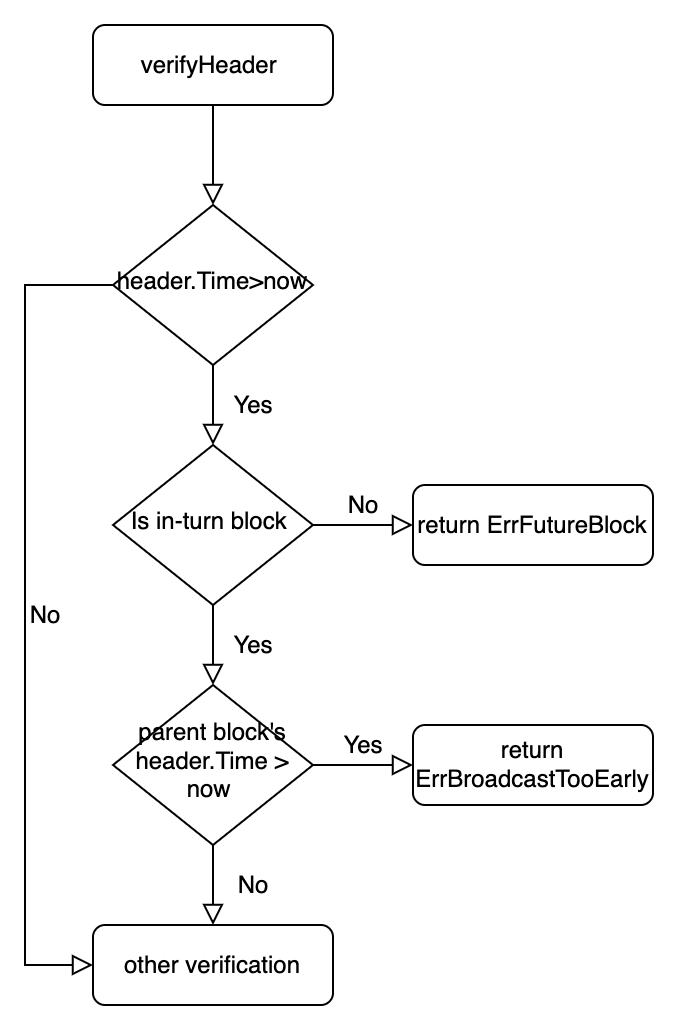 verifyHeader
header.Time>now
Yes
Is in-turn block
No
return ErrFutureBlock
No
Yes
parent block's
header.Time >
now
Yes
return
ErrBroadcastTooEarly
No
other verification